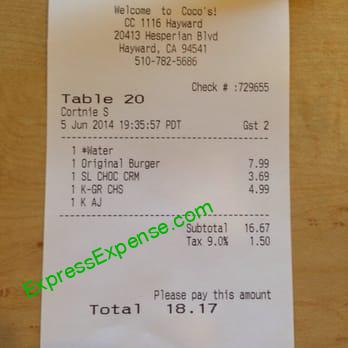 Welcome to Coco's!
CC 1116 Hayward
20413 Hesperian Blvd
Hayward, CA 94541
510-782-5686
Check # :729655
Table 20
Cortnie S
5 Jun 2014 19:35:57 PDT Gst 2
1 *Water
1 Original Burger 7.99
1 SL CHOC CRM 3.69
1 K-GR CHS 4.99
1 K AJ
Subtotal 16.67
Tax 9.0% 1.50
Please pay this amount
Total 18.17
ExpressExpense.com